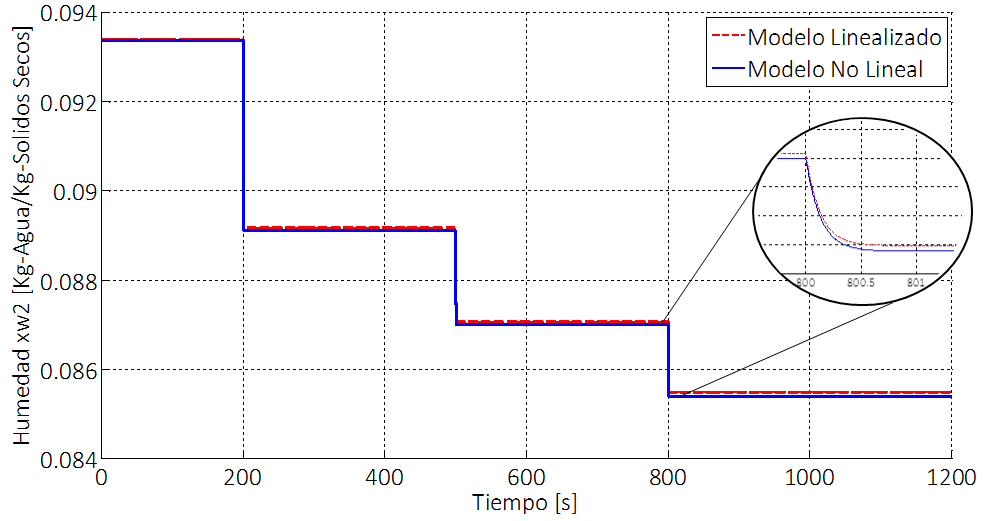 0.094
0.092
0.09
0.088
0.086
0.084
Humedad xw2 [Kg-Agua/Kg-Solidos Secos]
Modelo Linealizado
Modelo No Lineal
800 800.5 801
0 200 400 600 800 1000 1200
Tiempo [s]